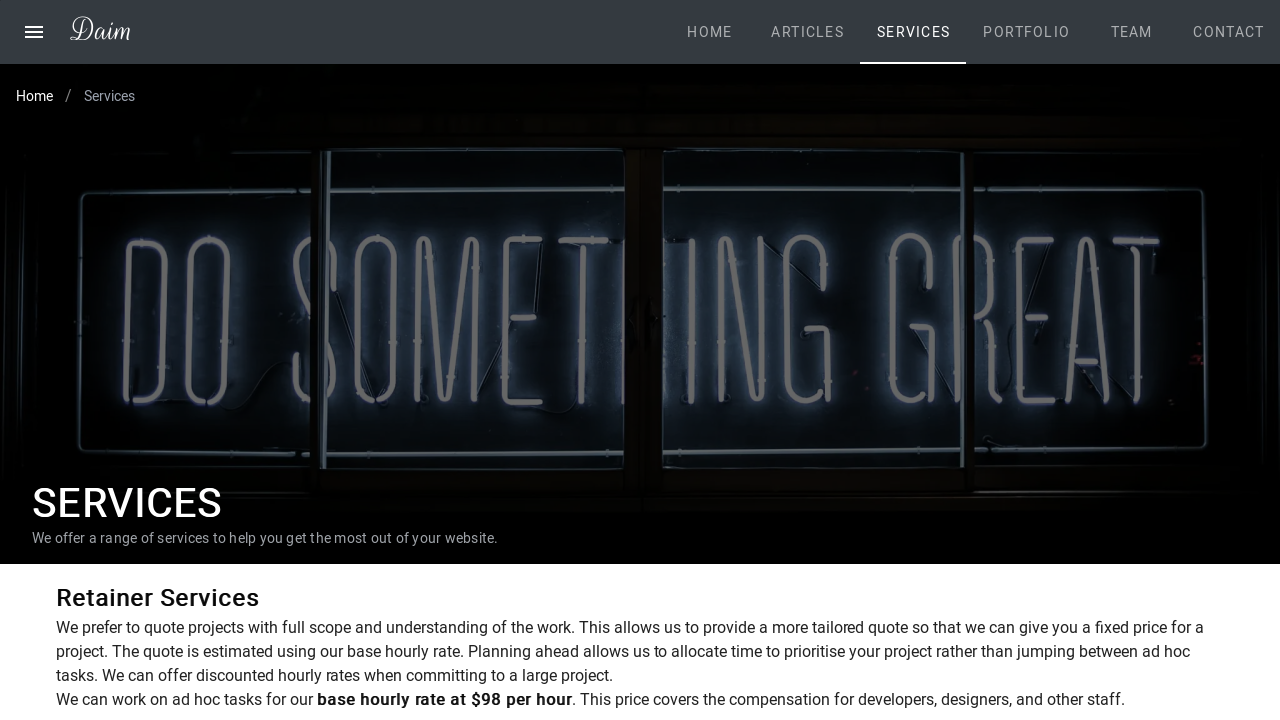 Daim
HOME ARTICLES SERVICES PORTFOLIO TEAM CONTACT
Home / Services
DO SOMETHING GREAT
SERVICES
We offer a range of services to help you get the most out of your website.
Retainer Services
We prefer to quote projects with full scope and understanding of the work. This allows us to provide a more tailored quote so that we can give you a fixed price for a
project. The quote is estimated using our base hourly rate. Planning ahead allows us to allocate time to prioritise your project rather than jumping between ad hoc
tasks. We can offer discounted hourly rates when committing to a large project.
We can work on ad hoc tasks for our base hourly rate at $98 per hour. This price covers the compensation for developers, designers, and other staff.